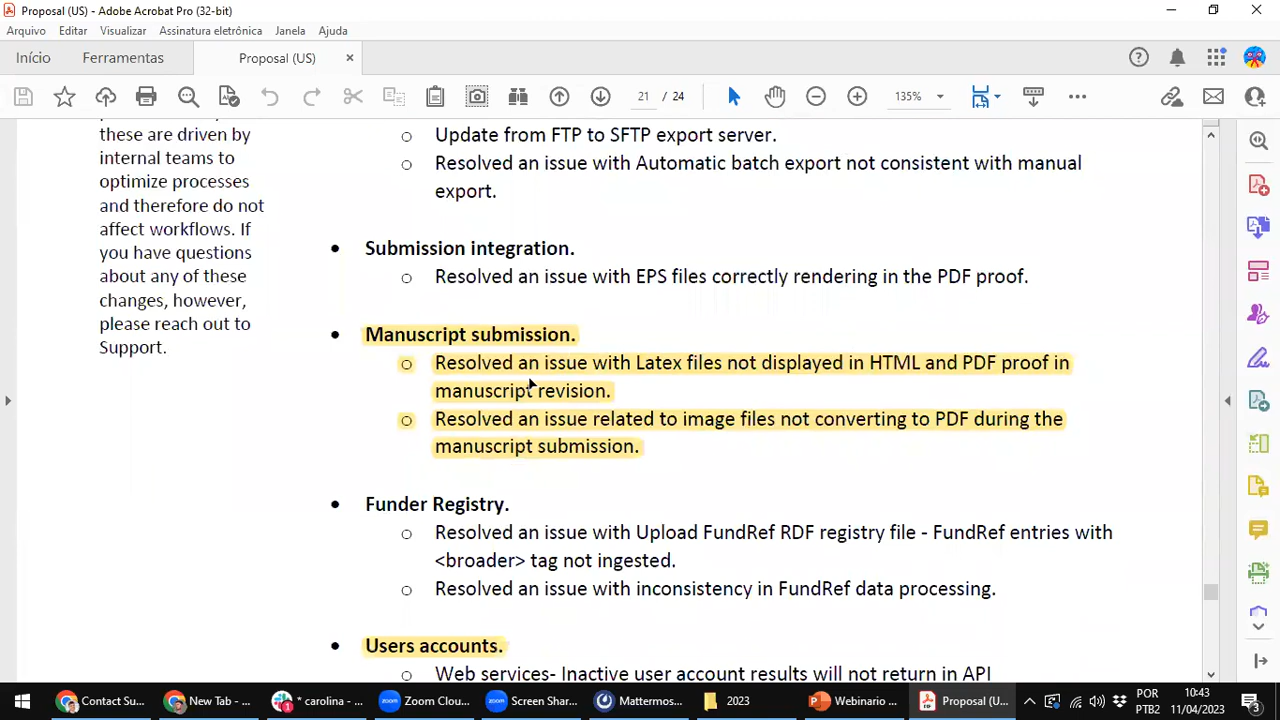 Proposal (US) - Adobe Acrobat Pro (32-bit)
Arquivo Editar Visualizar Assinatura eletrônica Janela Ajuda
Início Ferramentas Proposal (US) ×
21 / 24 135%
these are driven by
internal teams to
optimize processes
and therefore do not
affect workflows. If
you have questions
about any of these
changes, however,
please reach out to
Support.
○ Update from FTP to SFTP export server.
○ Resolved an issue with Automatic batch export not consistent with manual
export.
• Submission integration.
○ Resolved an issue with EPS files correctly rendering in the PDF proof.
• Manuscript submission.
○ Resolved an issue with Latex files not displayed in HTML and PDF proof in
manuscript revision.
○ Resolved an issue related to image files not converting to PDF during the
manuscript submission.
• Funder Registry.
○ Resolved an issue with Upload FundRef RDF registry file - FundRef entries with
<broader> tag not ingested.
○ Resolved an issue with inconsistency in FundRef data processing.
• Users accounts.
○ Web services- Inactive user account results will not return in API
Contact Su... New Tab - ... * carolina - ... Zoom Clou... Screen Shar... Mattermos... 2023 Webinario ... Proposal (U... POR 10:43
PTB2 11/04/2023 3